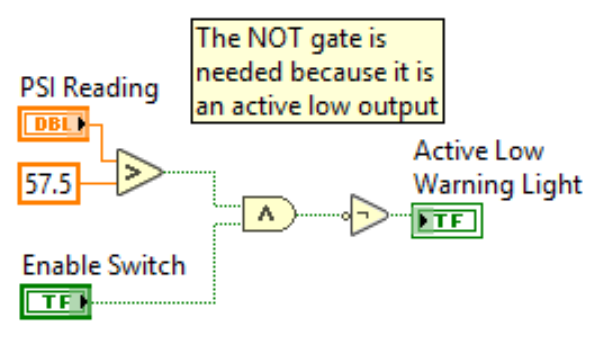 The NOT gate is
needed because it is
an active low output
PSI Reading
DBL
57.5
>
Active Low
Warning Light
TF
Enable Switch
TF